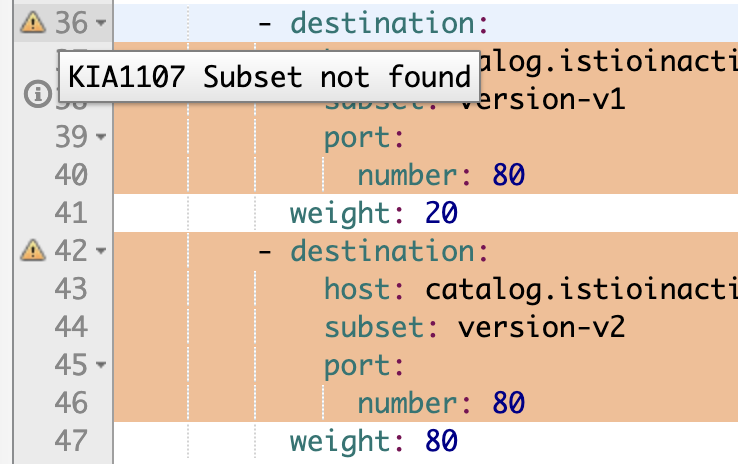 36 - destination:
KIA1107 Subset not found
alog.istioinacti
38 subset: version-v1
39 port:
40 number: 80
41 weight: 20
42 - destination:
43 host: catalog.istioinacti
44 subset: version-v2
45 port:
46 number: 80
47 weight: 80